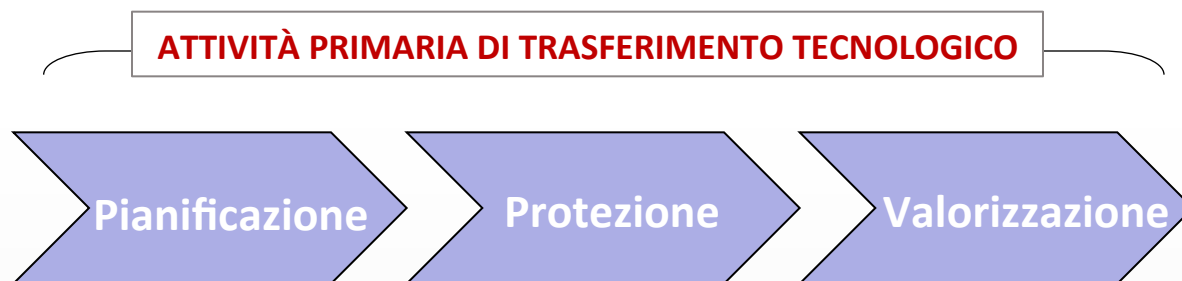 ATTIVITÀ PRIMARIA DI TRASFERIMENTO TECNOLOGICO
Pianificazione
Protezione
Valorizzazione